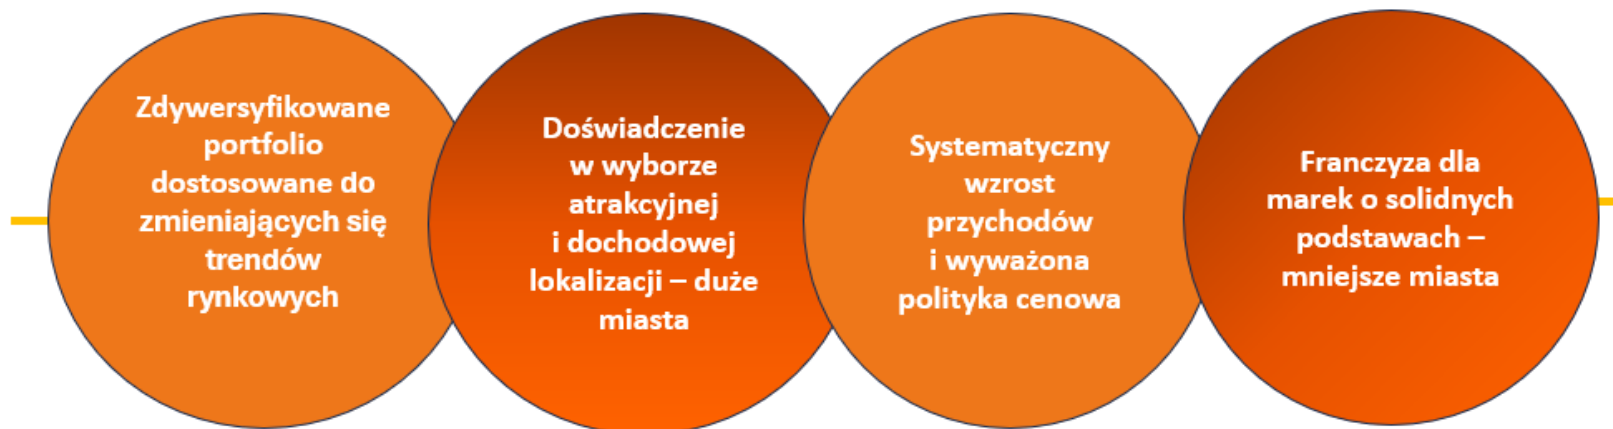 Zdywersyfikowane
portfolio
dostosowane do
zmieniających się
trendów
rynkowych
Doświadczenie
w wyborze
atrakcyjnej
i dochodowej
lokalizacji – duże
miasta
Systematyczny
wzrost
przychodów
i wyważona
polityka cenowa
Franczyza dla
marek o solidnych
podstawach –
mniejsze miasta